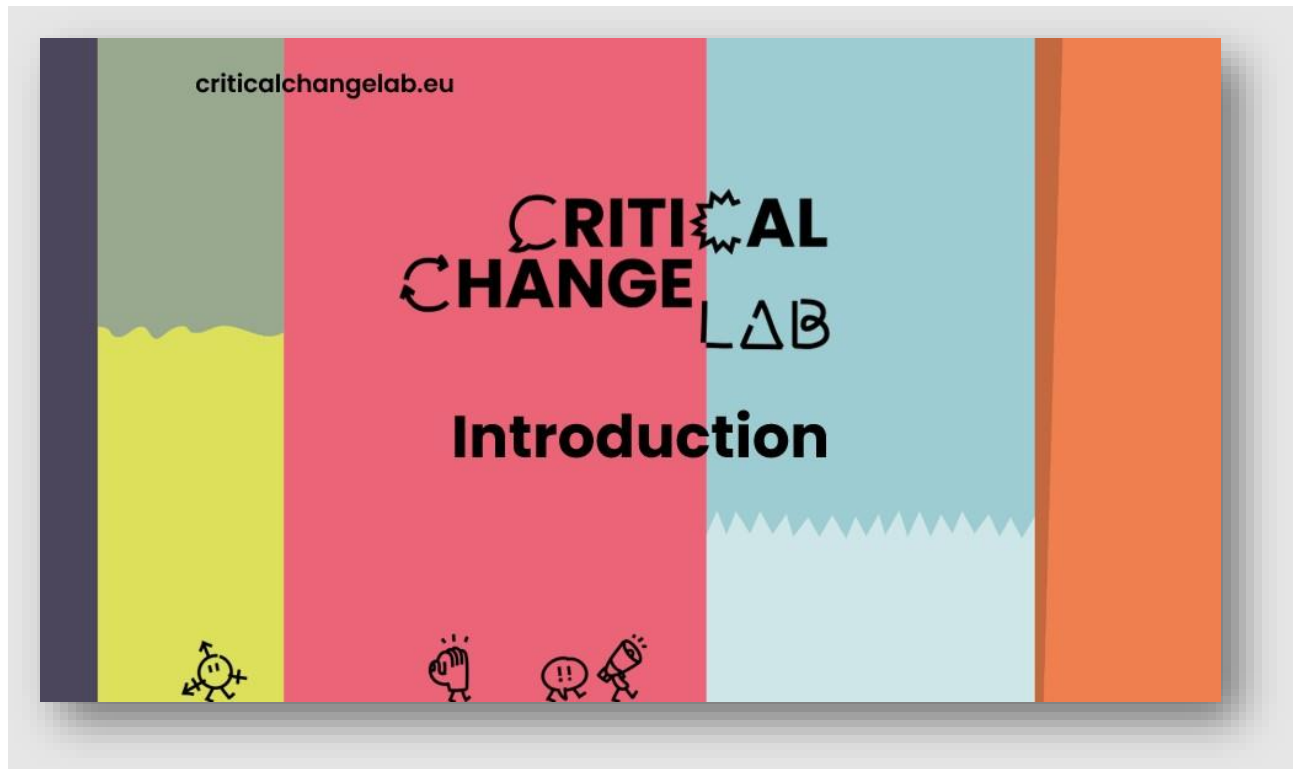 criticalchangelab.eu
CRITICAL
CHANGE
LAB
Introduction
!!